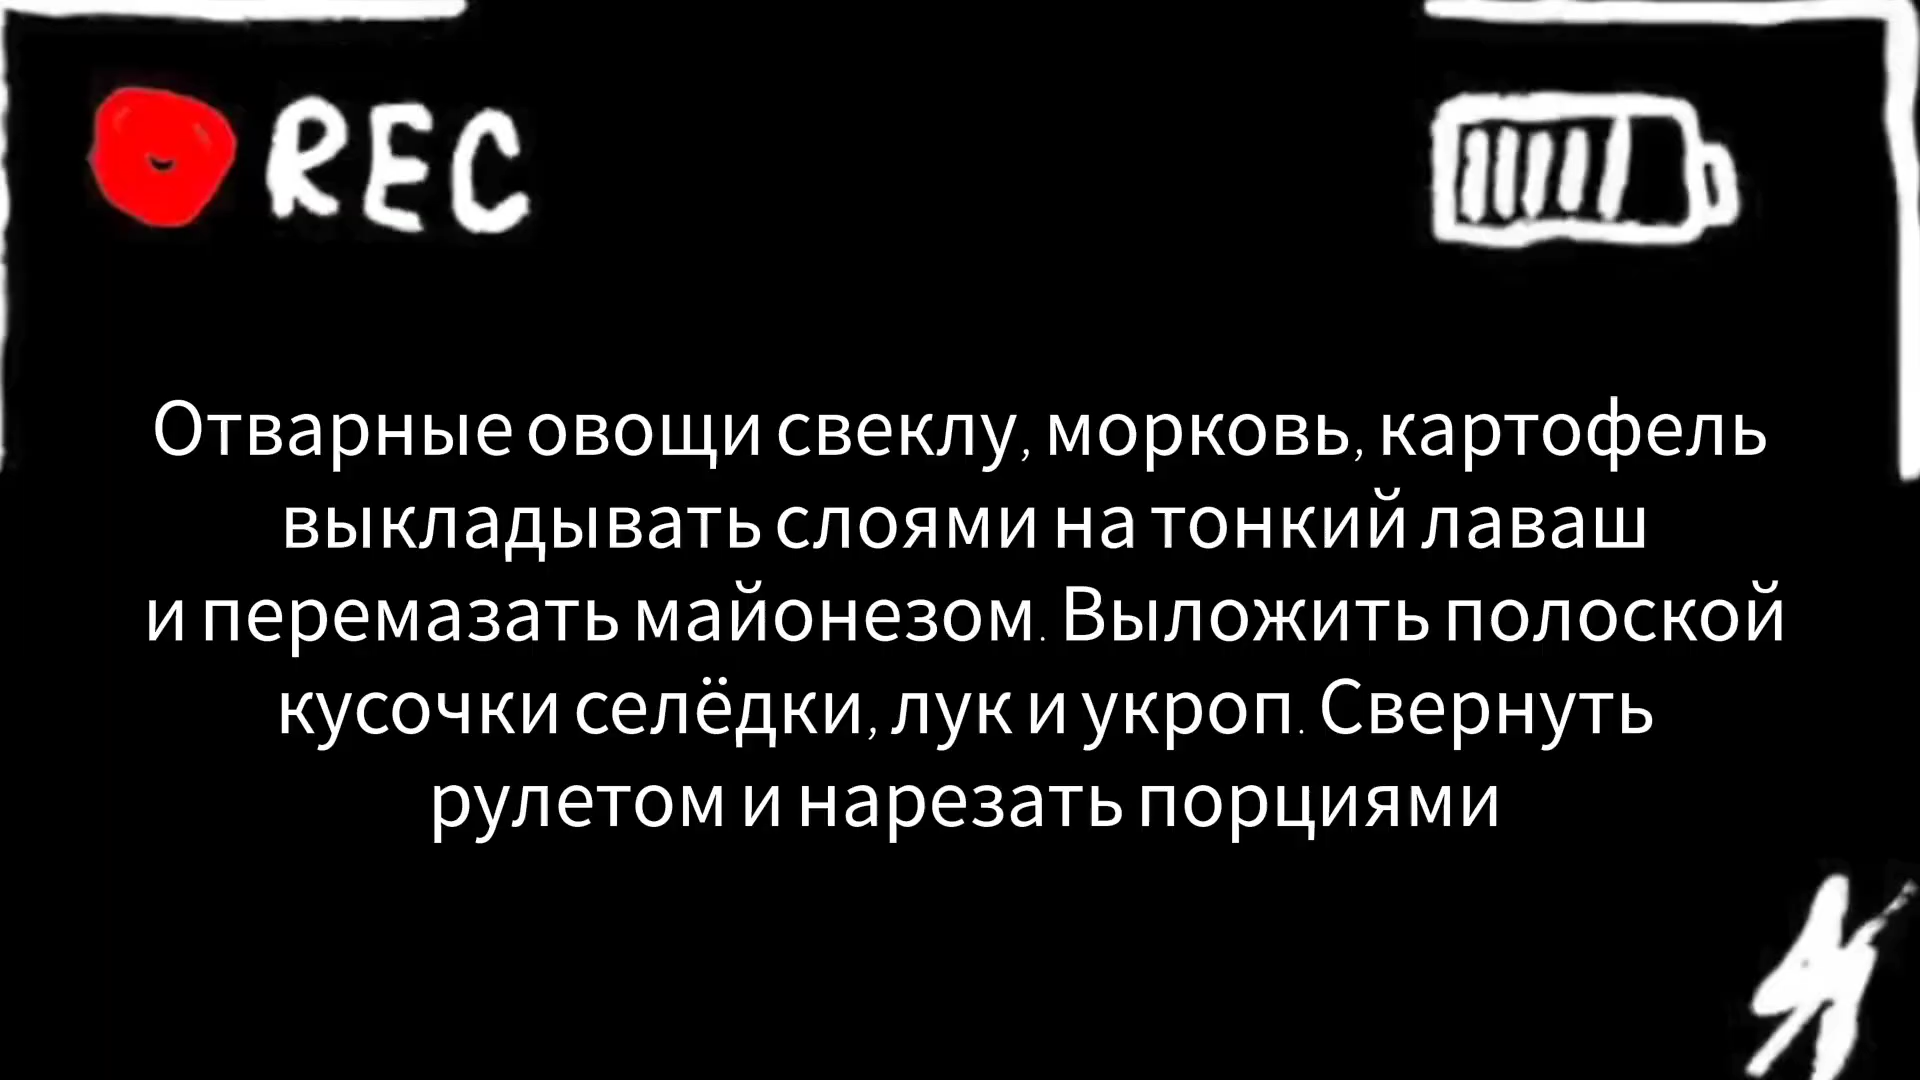 REC
Отварные овощи свеклу, морковь, картофель
выкладывать слоями на тонкий лаваш
и перемазать майонезом. Выложить полоской
кусочки селёдки, лук и укроп. Свернуть
рулетом и нарезать порциями